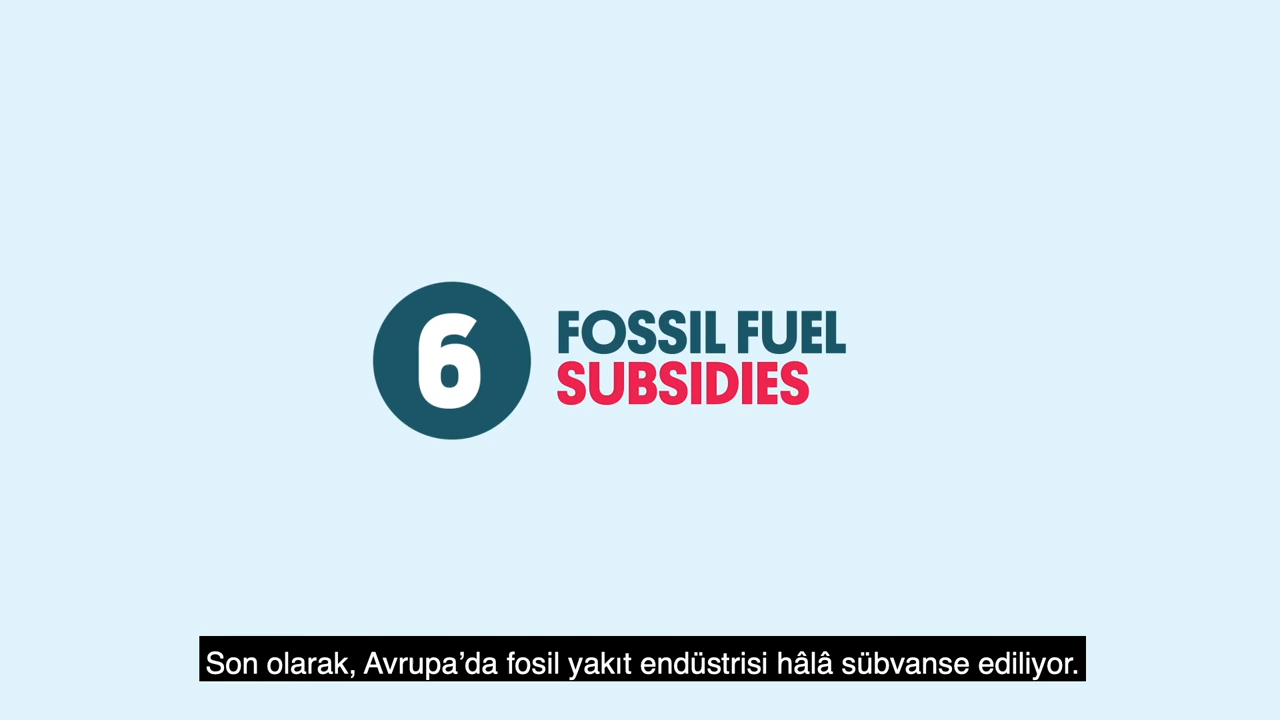 6
FOSSIL FUEL
SUBSIDIES
Son olarak, Avrupa’da fosil yakıt endüstrisi hâlâ sübvanse ediliyor.